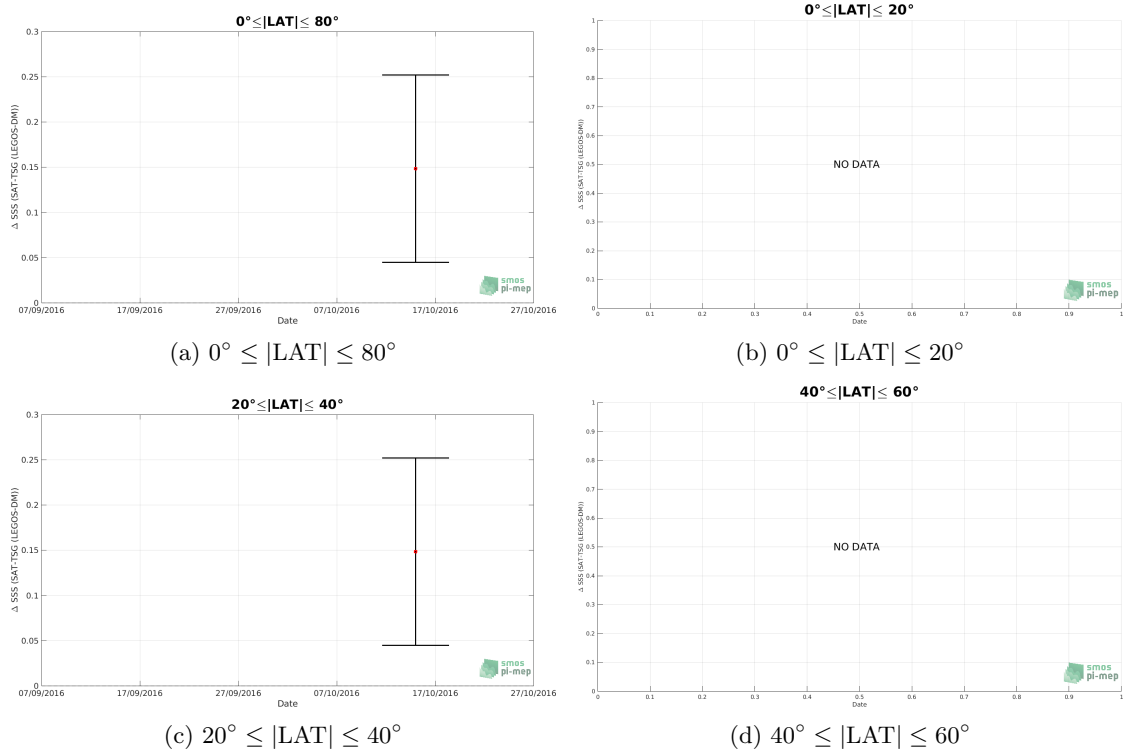 0°≤|LAT|≤ 80°
0.3
0.25
0.2
0.15
0.1
0.05
0
Δ SSS (SAT-TSG (LEGOS-DM))
07/09/2016 17/09/2016 27/09/2016 07/10/2016 17/10/2016 27/10/2016
Date
smos
pi-mep
(a) 0° ≤ |LAT| ≤ 80°
0°≤|LAT|≤ 20°
1
0.9
0.8
0.7
0.6
0.5
0.4
0.3
0.2
0.1
0
Δ SSS (SAT-TSG (LEGOS-DM))
NO DATA
0 0.1 0.2 0.3 0.4 0.5 0.6 0.7 0.8 0.9 1
Date
smos
pi-mep
(b) 0° ≤ |LAT| ≤ 20°
20°≤|LAT|≤ 40°
0.3
0.25
0.2
0.15
0.1
0.05
0
Δ SSS (SAT-TSG (LEGOS-DM))
07/09/2016 17/09/2016 27/09/2016 07/10/2016 17/10/2016 27/10/2016
Date
smos
pi-mep
(c) 20° ≤ |LAT| ≤ 40°
40°≤|LAT|≤ 60°
1
0.9
0.8
0.7
0.6
0.5
0.4
0.3
0.2
0.1
0
Δ SSS (SAT-TSG (LEGOS-DM))
NO DATA
0 0.1 0.2 0.3 0.4 0.5 0.6 0.7 0.8 0.9 1
Date
smos
pi-mep
(d) 40° ≤ |LAT| ≤ 60°